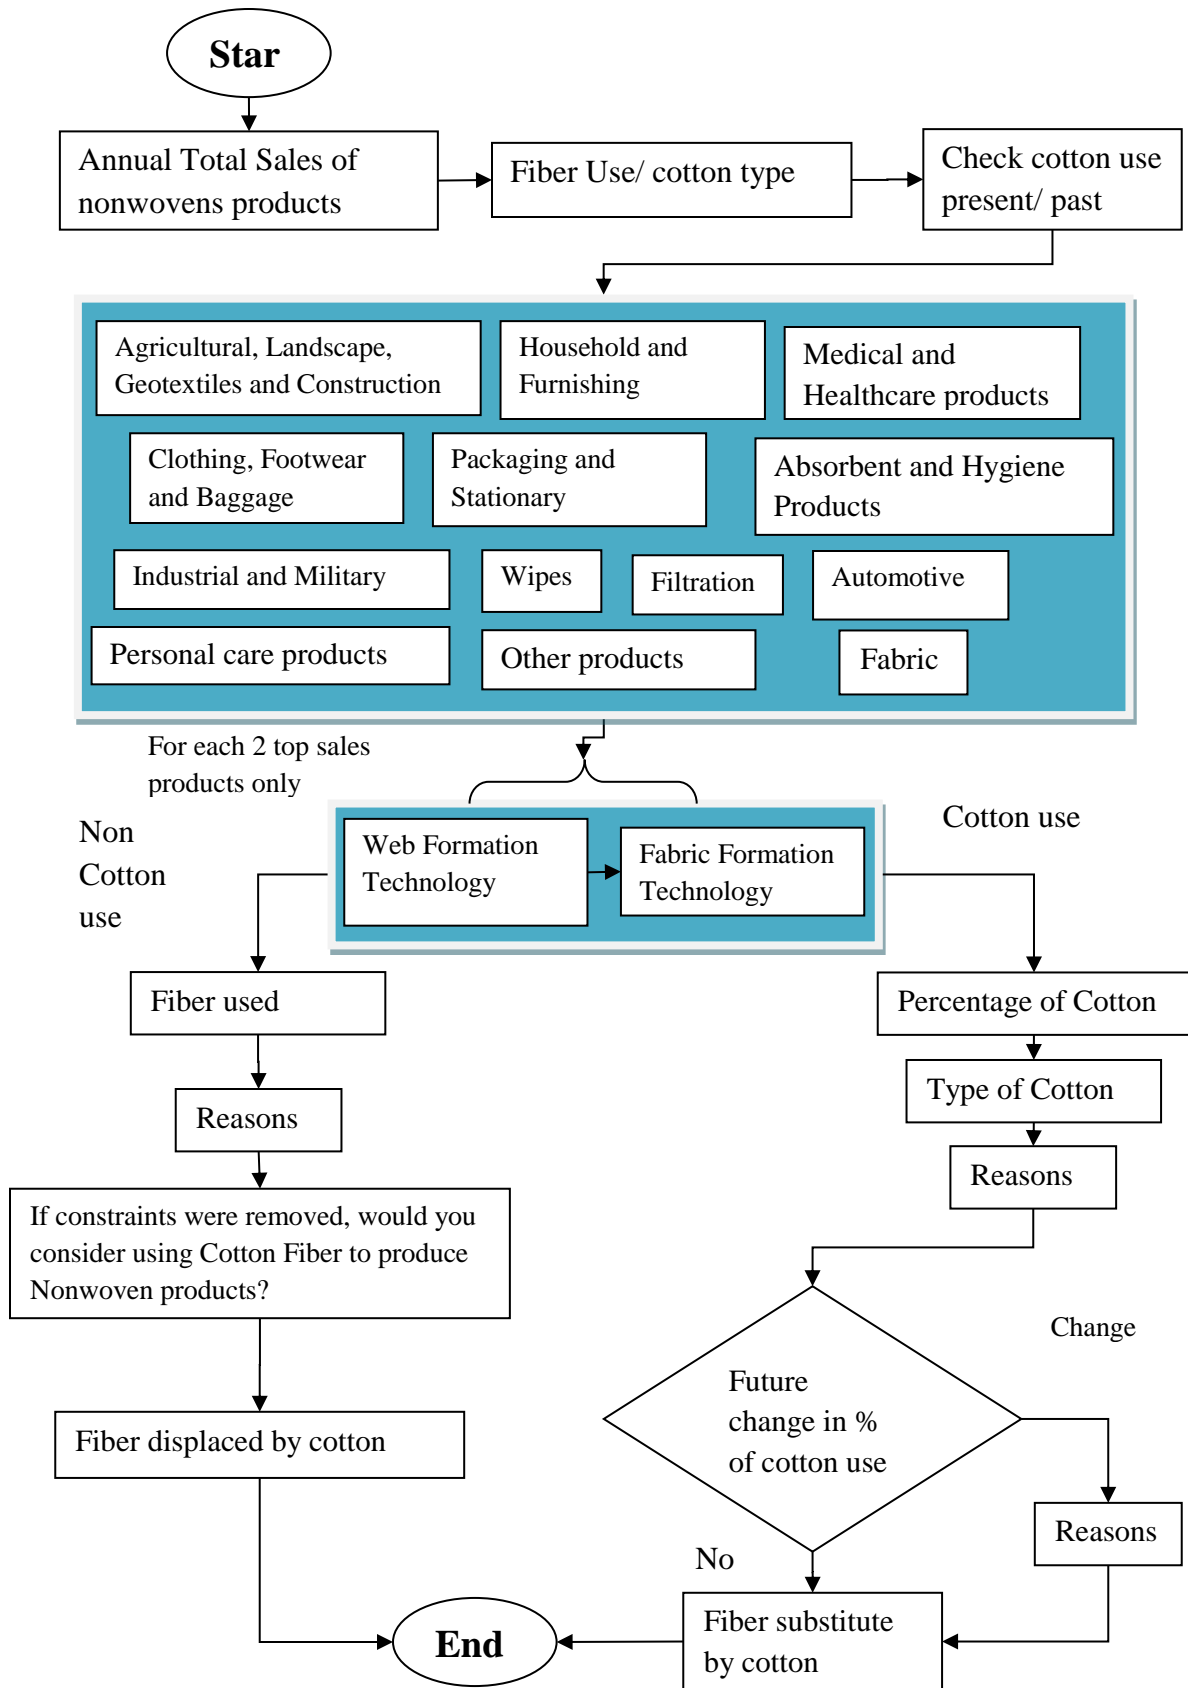 Star
Annual Total Sales of
nonwovens products
Fiber Use/ cotton type
Check cotton use
present/ past
Agricultural, Landscape,
Geotextiles and Construction
Household and
Furnishing
Medical and
Healthcare products
Clothing, Footwear
and Baggage
Packaging and
Stationary
Absorbent and Hygiene
Products
Industrial and Military
Wipes
Filtration
Automotive
Personal care products
Other products
Fabric
For each 2 top sales
products only
Non
Cotton
use
Web Formation
Technology
Fabric Formation
Technology
Cotton use
Fiber used
Reasons
If constraints were removed, would you
consider using Cotton Fiber to produce
Nonwoven products?
Fiber displaced by cotton
Percentage of Cotton
Type of Cotton
Reasons
Future
change in %
of cotton use
Change
Reasons
No
Fiber substitute
by cotton
End